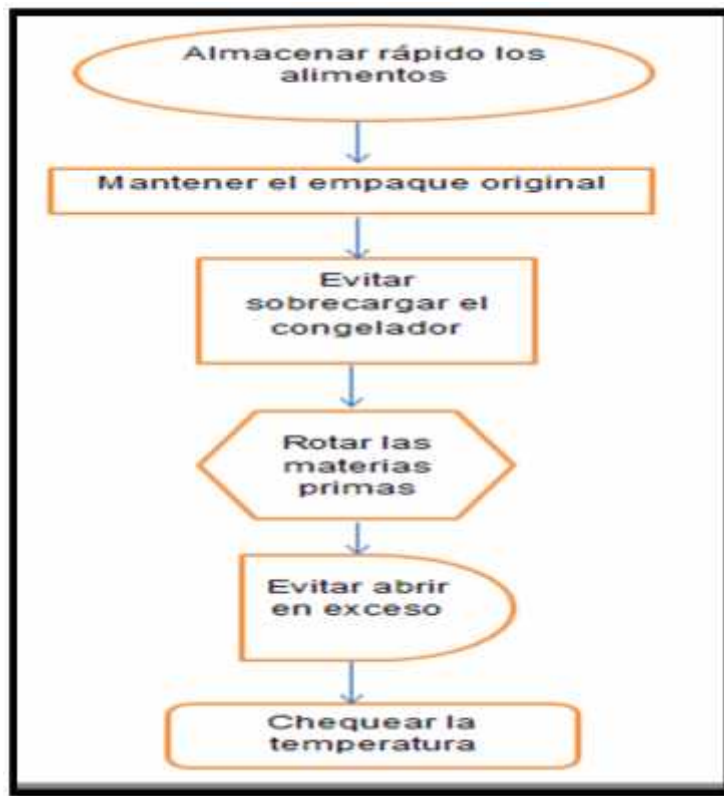 Almacenar rápido los
alimentos
Mantener el empaque original
Evitar
sobrecargar el
congelador
Rotar las
materias
primas
Evitar abrir
en exceso
Chequear la
temperatura